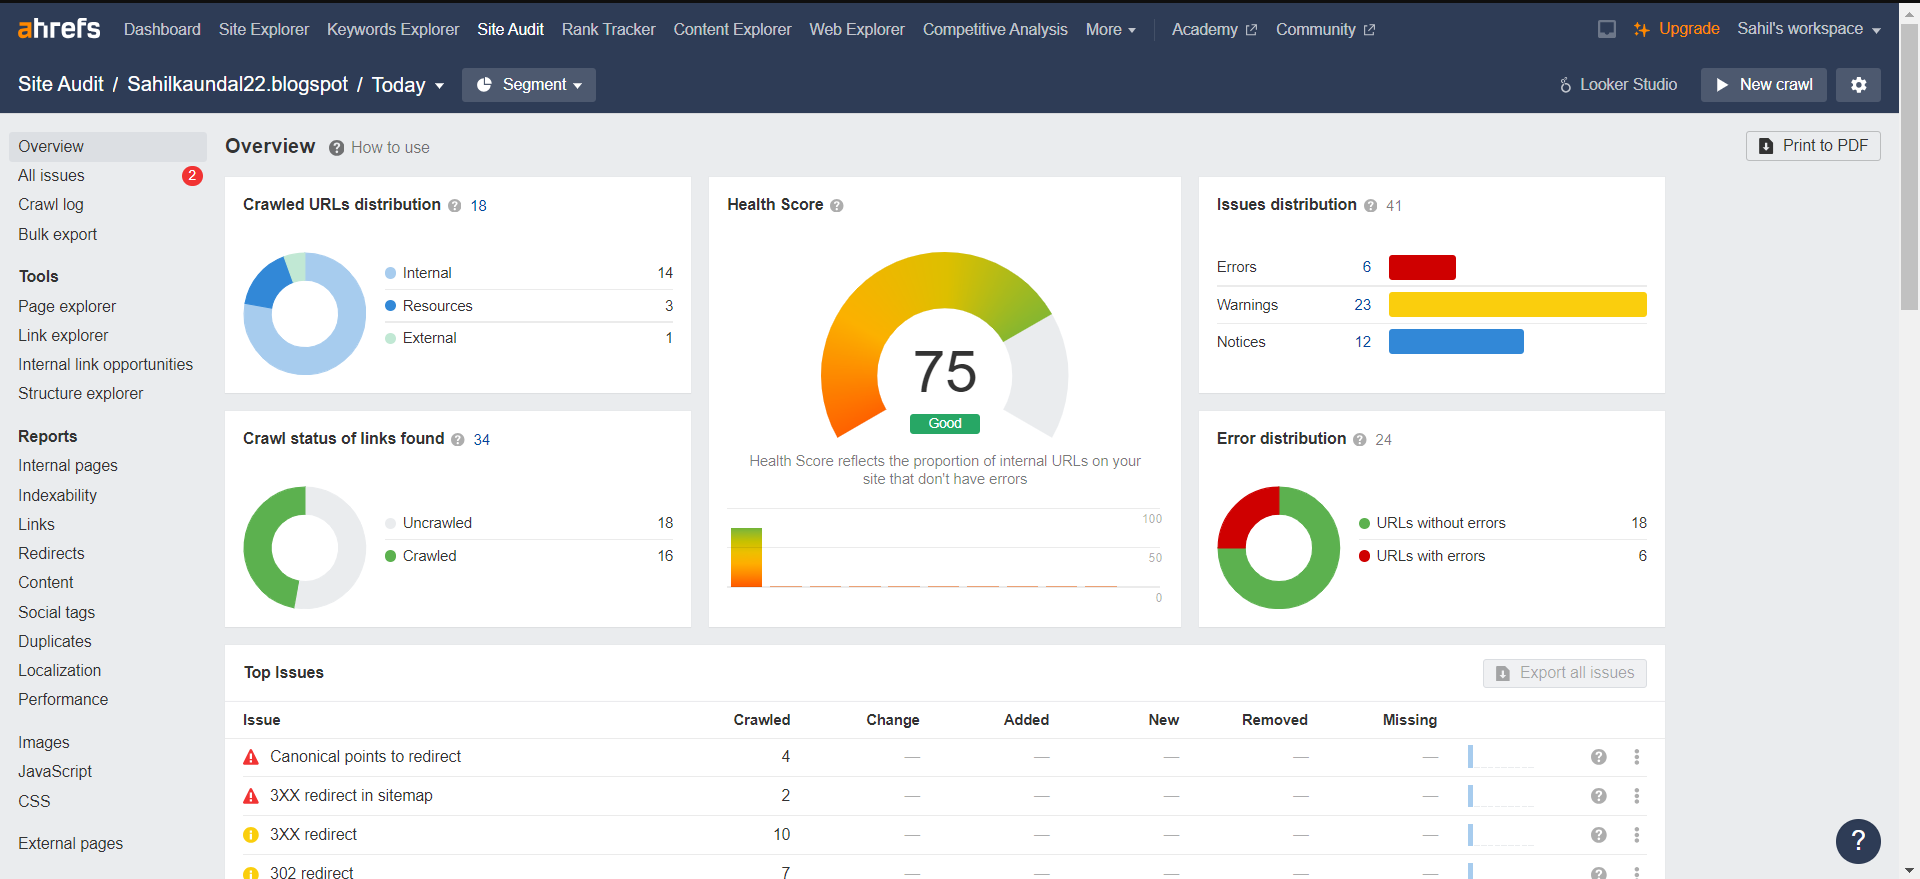 ahrefs Dashboard Site Explorer Keywords Explorer Site Audit Rank Tracker Content Explorer Web Explorer Competitive Analysis More Academy Community Upgrade Sahil's workspace
Site Audit / Sahilkaundal22.blogspot / Today Segment Looker Studio New crawl
Overview
All issues 2
Crawl log
Bulk export
Tools
Page explorer
Link explorer
Internal link opportunities
Structure explorer
Reports
Internal pages
Indexability
Links
Redirects
Content
Social tags
Duplicates
Localization
Performance
Images
JavaScript
CSS
External pages
Overview ? How to use Print to PDF
Crawled URLs distribution ? 18
Internal 14
Resources 3
External 1
Crawl status of links found ? 34
Uncrawled 18
Crawled 16
Health Score ?
75
Good
Health Score reflects the proportion of internal URLs on your
site that don't have errors
100
50
0
Issues distribution ? 41
Errors 6
Warnings 23
Notices 12
Error distribution ? 24
URLs without errors 18
URLs with errors 6
Top Issues Export all issues
Issue Crawled Change Added New Removed Missing
Canonical points to redirect 4 — — — — — ?
3XX redirect in sitemap 2 — — — — — ?
3XX redirect 10 — — — — — ?
302 redirect 7 — — — — — ?
?